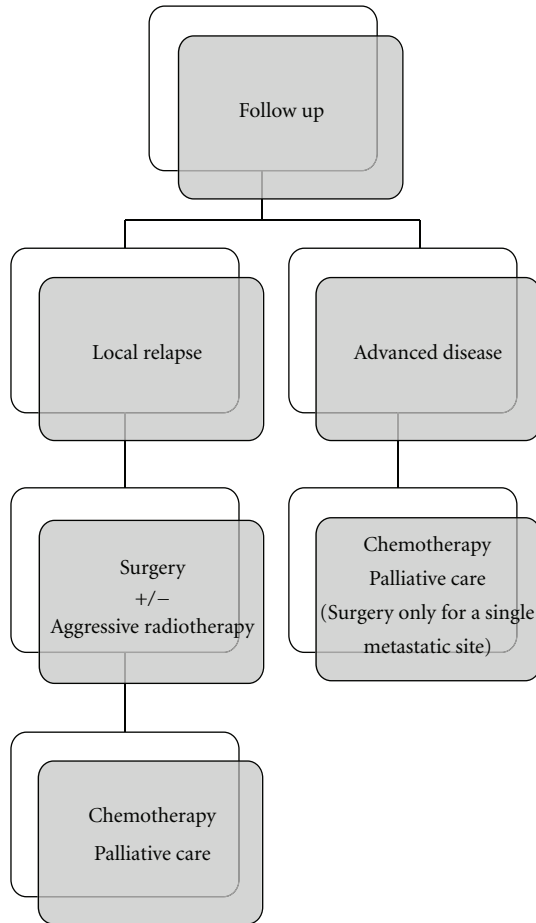 Follow up
Local relapse
Advanced disease
Surgery
+/−
Aggressive radiotherapy
Chemotherapy
Palliative care
(Surgery only for a single
metastatic site)
Chemotherapy
Palliative care